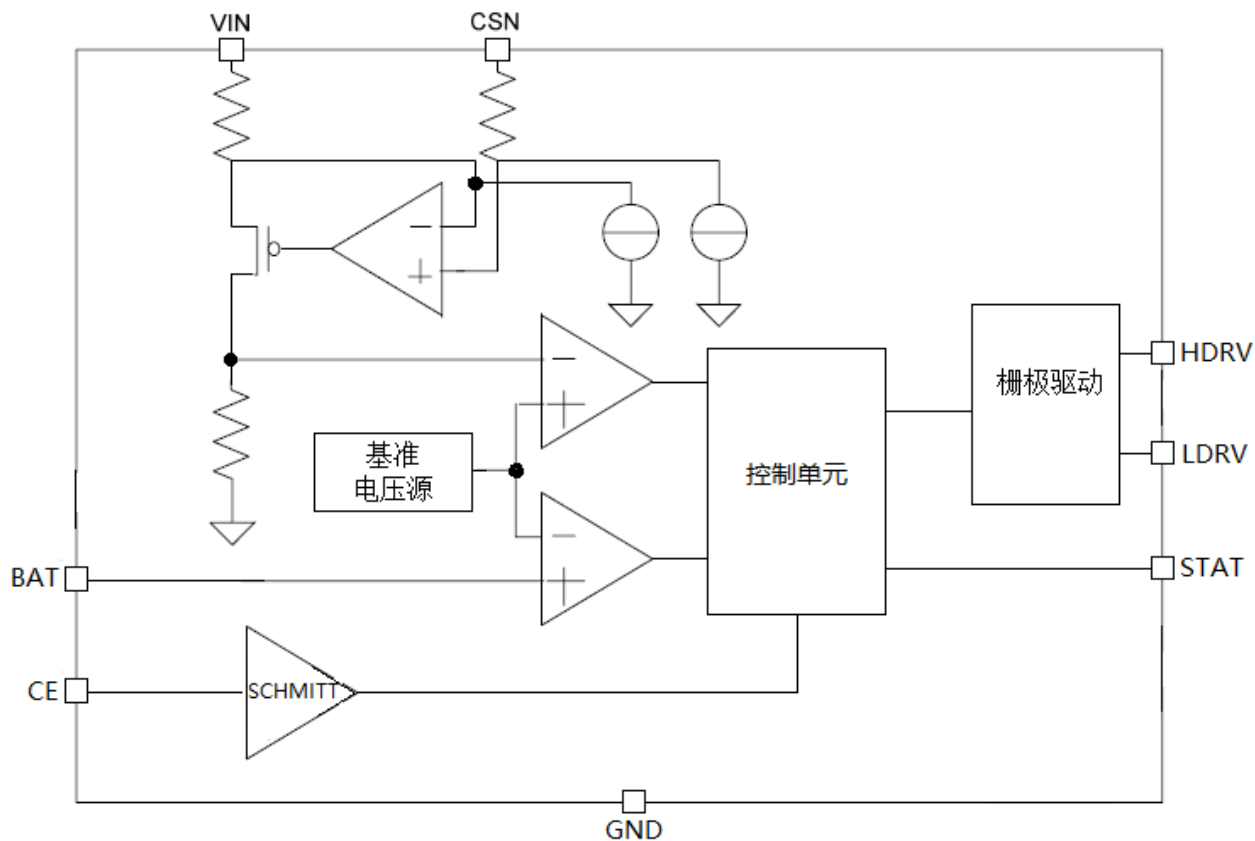 VIN
CSN
HDRV
栅极驱动
基准
电压源
控制单元
LDRV
BAT
STAT
CE
SCHMITT
GND